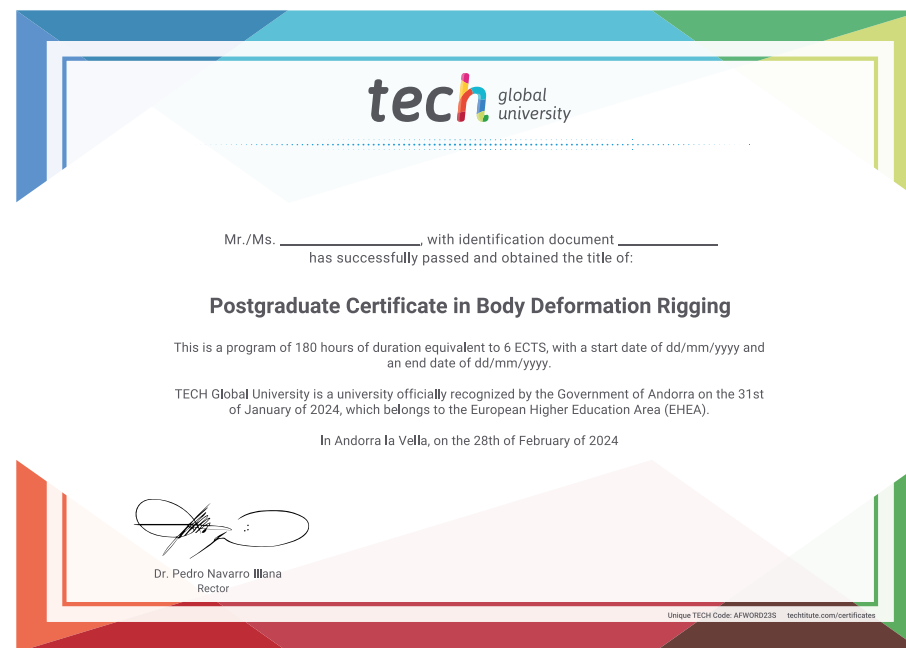 tech global
university
Mr./Ms. ____________, with identification document ____________
has successfully passed and obtained the title of:
Postgraduate Certificate in Body Deformation Rigging
This is a program of 180 hours of duration equivalent to 6 ECTS, with a start date of dd/mm/yyyy and
an end date of dd/mm/yyyy.
TECH Global University is a university officially recognized by the Government of Andorra on the 31st
of January of 2024, which belongs to the European Higher Education Area (EHEA).
In Andorra la Vella, on the 28th of February of 2024
Dr. Pedro Navarro Illana
Rector
Unique TECH Code: AFWORD23S techtitute.com/certificates